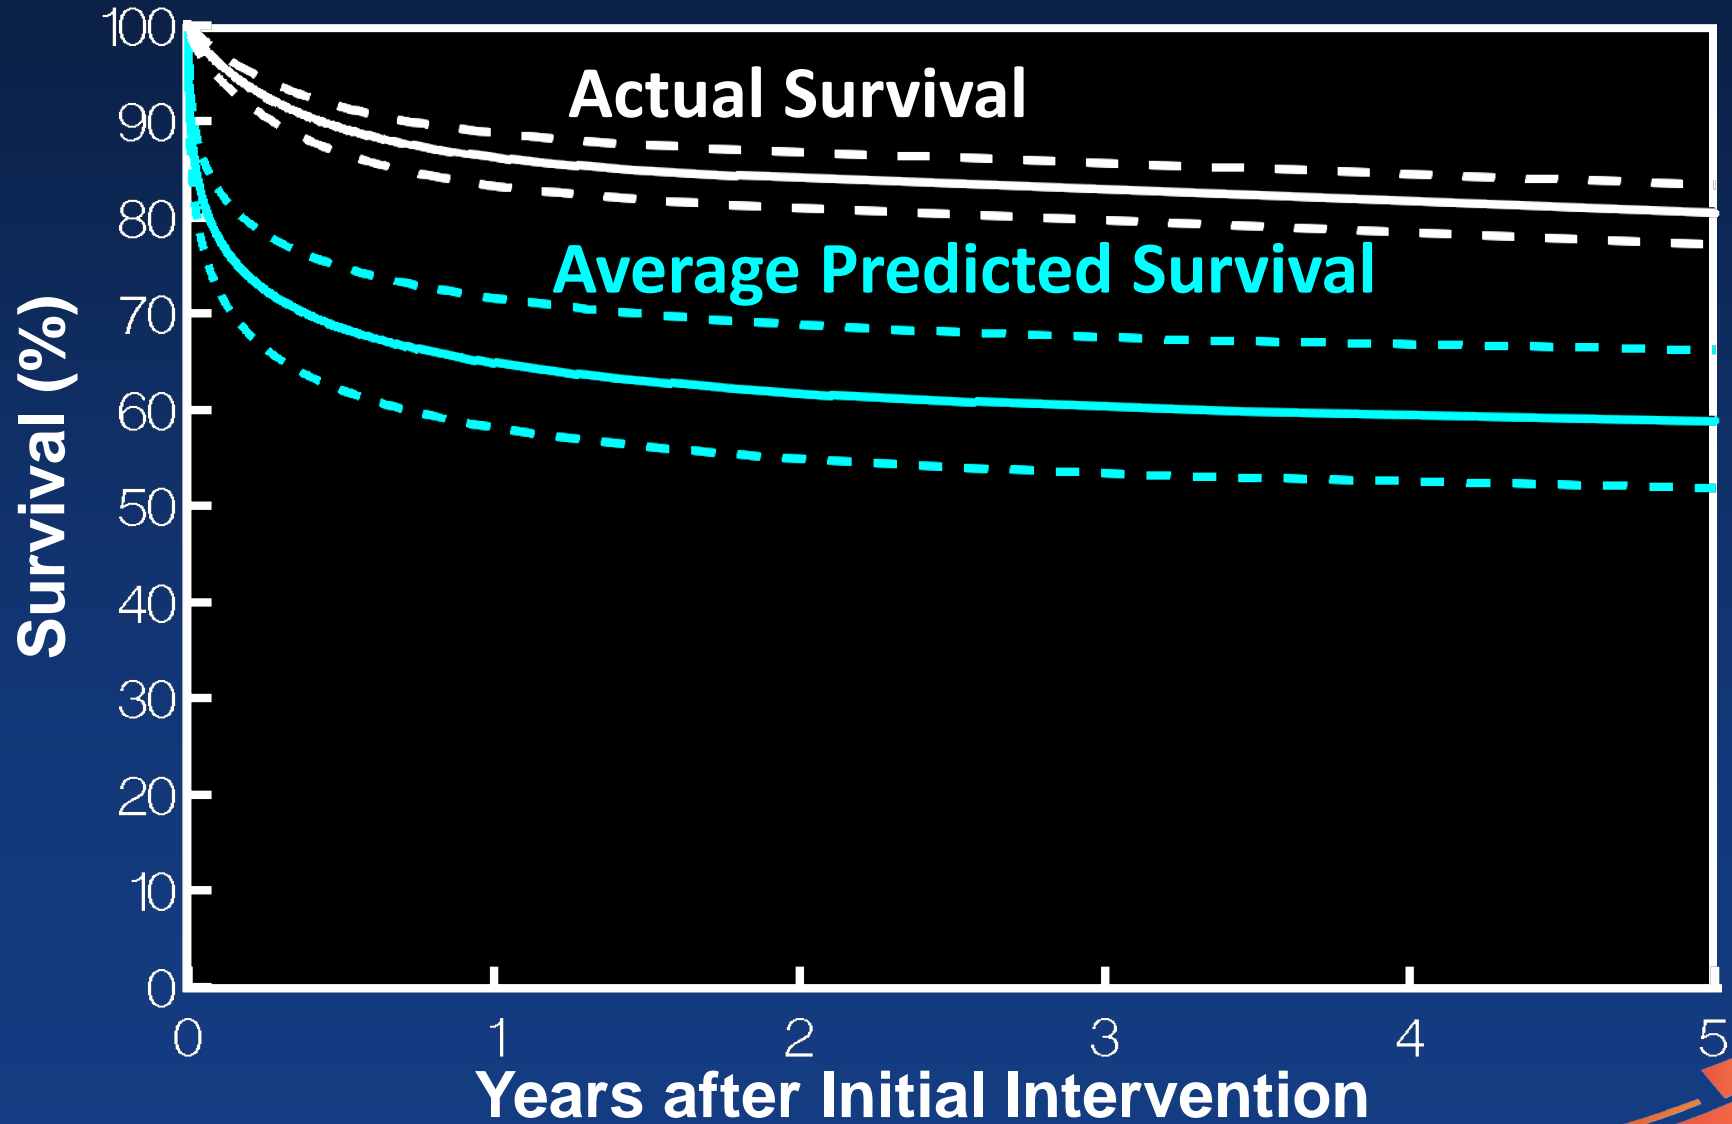 100
90
80
70
60
50
40
30
20
10
0
Survival (%)
Actual Survival
Average Predicted Survival
0 1 2 3 4 5
Years after Initial Intervention